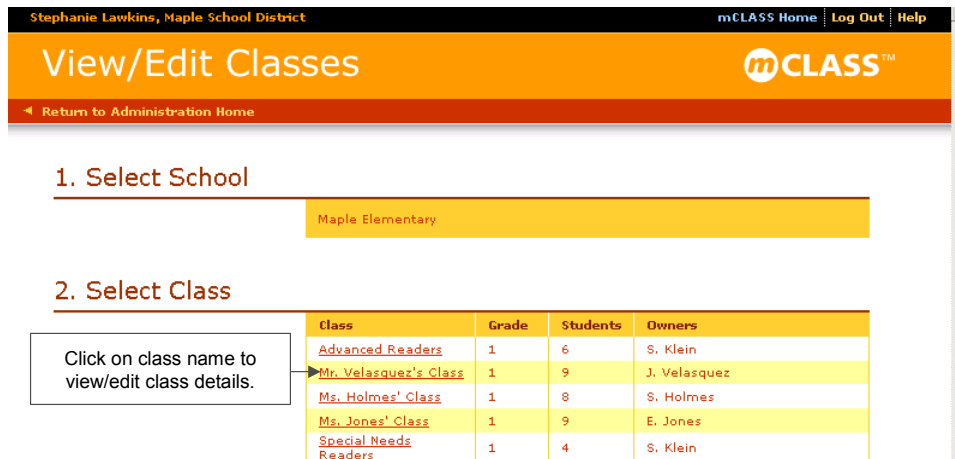 Stephanie Lawkins, Maple School District mCLASS Home Log Out Help
View/Edit Classes mCLASS™
Return to Administration Home
1. Select School
Maple Elementary
2. Select Class
Class Grade Students Owners
Advanced Readers 1 6 S. Klein
Click on class name to
view/edit class details.
Mr. Velasquez's Class 1 9 J. Velasquez
Ms. Holmes' Class 1 8 S. Holmes
Ms. Jones' Class 1 9 E. Jones
Special Needs
Readers 1 4 S. Klein